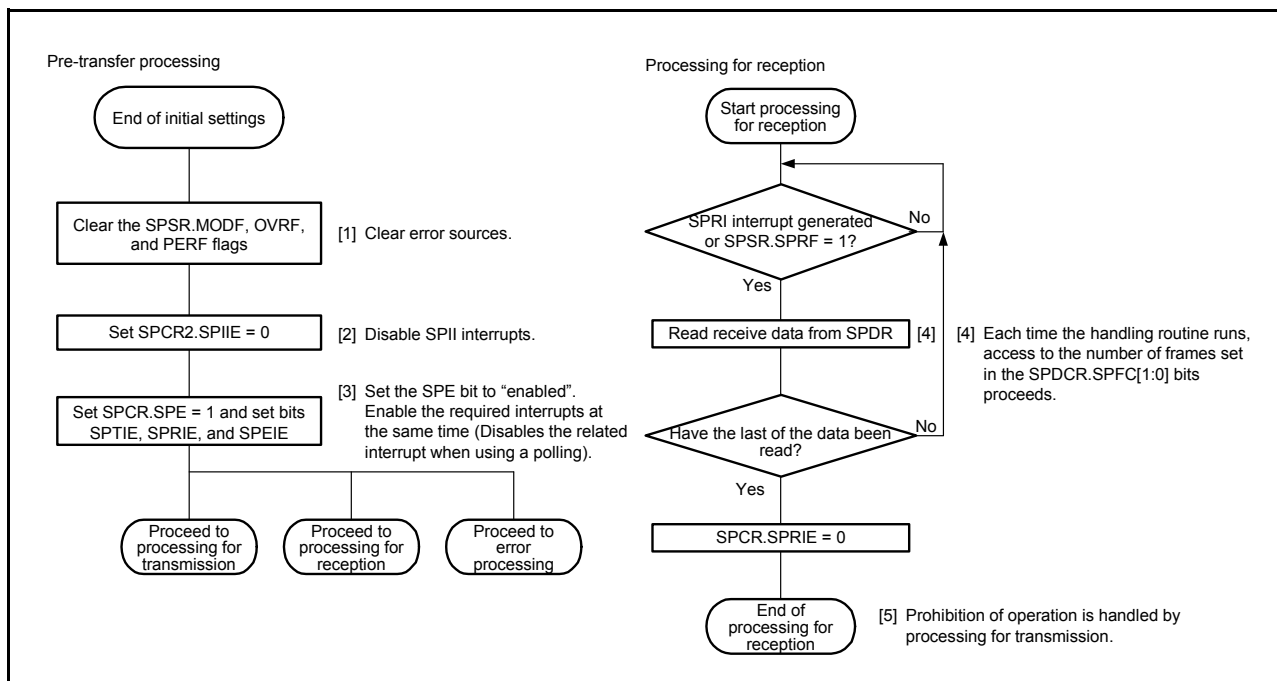 Pre-transfer processing
End of initial settings
Clear the SPSR.MODF, OVRF,
and PERF flags
[1] Clear error sources.
Set SPCR2.SPIIE = 0
[2] Disable SPII interrupts.
Set SPCR.SPE = 1 and set bits
SPTIE, SPRIE, and SPEIE
[3] Set the SPE bit to “enabled”.
Enable the required interrupts at
the same time (Disables the related
interrupt when using a polling).
Proceed to
processing for
transmission
Proceed to
processing for
reception
Proceed to
error
processing
Processing for reception
Start processing
for reception
SPRI interrupt generated
or SPSR.SPRF = 1?
No
Yes
Read receive data from SPDR
[4]
[4] Each time the handling routine runs,
access to the number of frames set
in the SPDCR.SPFC[1:0] bits
proceeds.
Have the last of the data been
read?
No
Yes
SPCR.SPRIE = 0
End of
processing for
reception
[5] Prohibition of operation is handled by
processing for transmission.